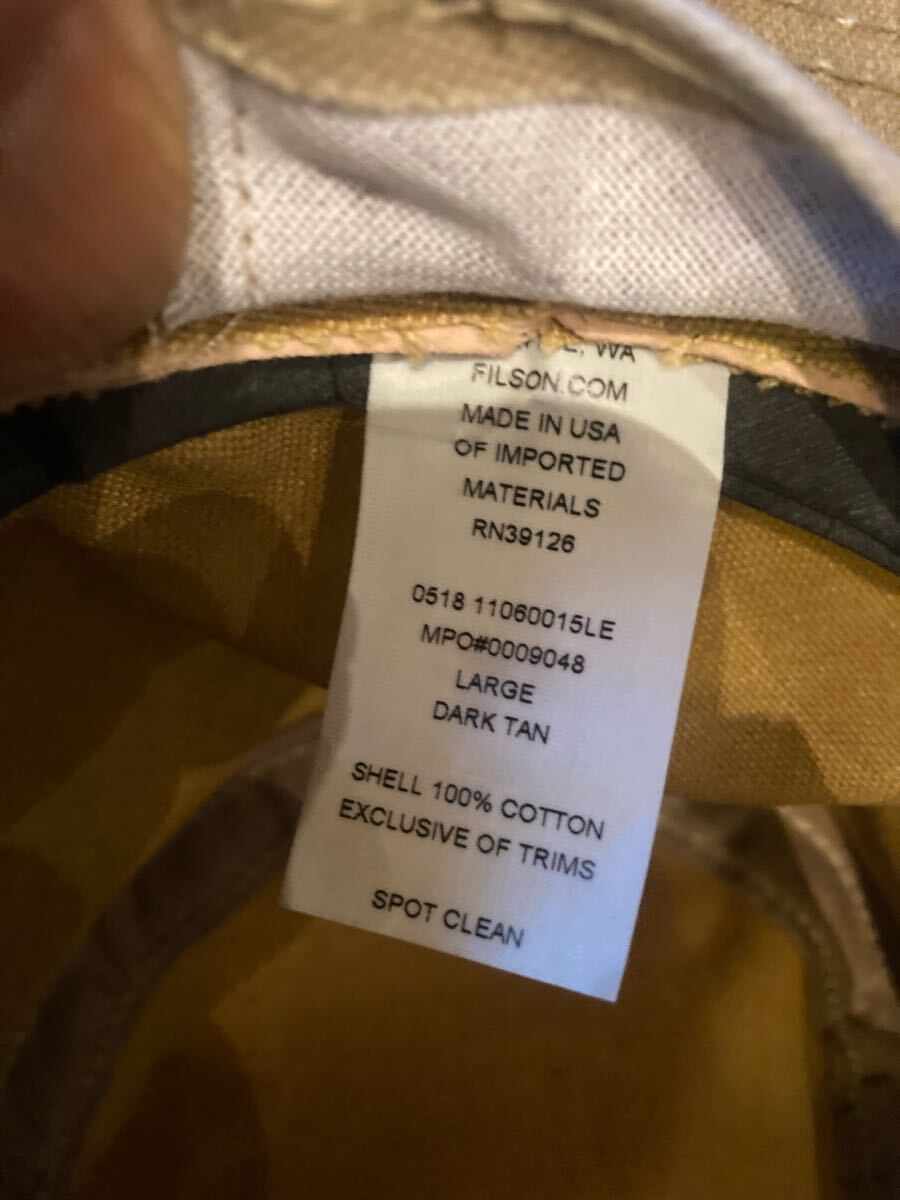 WA
FILSON.COM
MADE IN USA
OF IMPORTED
MATERIALS
RN39126
0518 11060015LE
MPO#0009048
LARGE
DARK TAN
SHELL 100% COTTON
EXCLUSIVE OF TRIMS
SPOT CLEAN